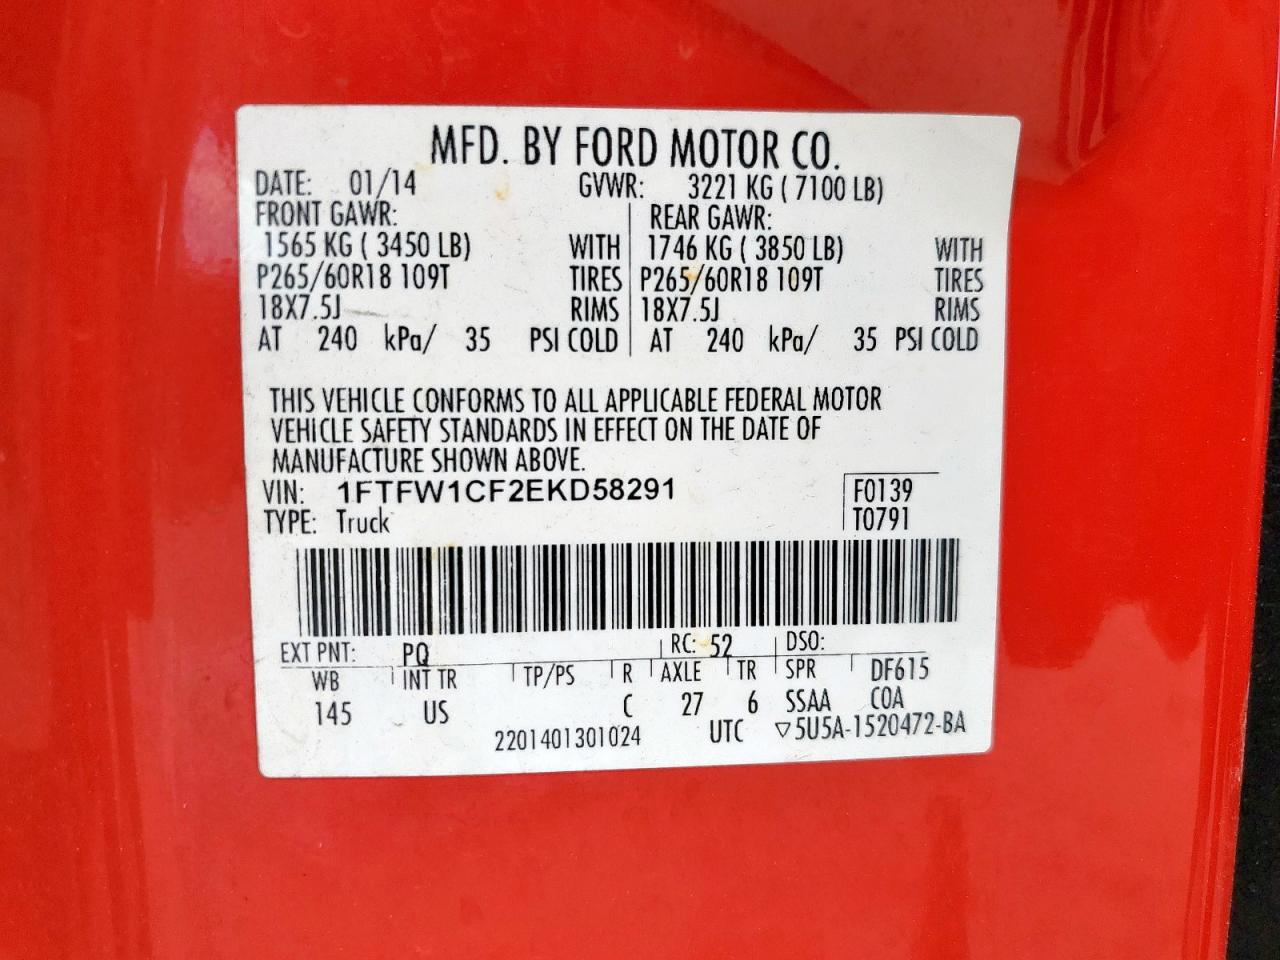 MFD. BY FORD MOTOR CO.
DATE: 01/14 GVWR: 3221 KG ( 7100 LB)
FRONT GAWR: REAR GAWR:
1565 KG ( 3450 LB) WITH 1746 KG ( 3850 LB) WITH
P265/60R18 109T TIRES P265/60R18 109T TIRES
18X7.5J RIMS 18X7.5J RIMS
AT 240 kPa/ 35 PSI COLD AT 240 kPa/ 35 PSI COLD
THIS VEHICLE CONFORMS TO ALL APPLICABLE FEDERAL MOTOR
VEHICLE SAFETY STANDARDS IN EFFECT ON THE DATE OF
MANUFACTURE SHOWN ABOVE.
VIN: 1FTFW1CF2EKD58291 F0139
TYPE: Truck T0791
EXT PNT: PQ RC: 52 DSO:
WB INT TR TP/PS R AXLE TR SPR DF615
145 US C 27 6 SSAA COA
2201401301024 UTC ▽5U5A-1520472-BA